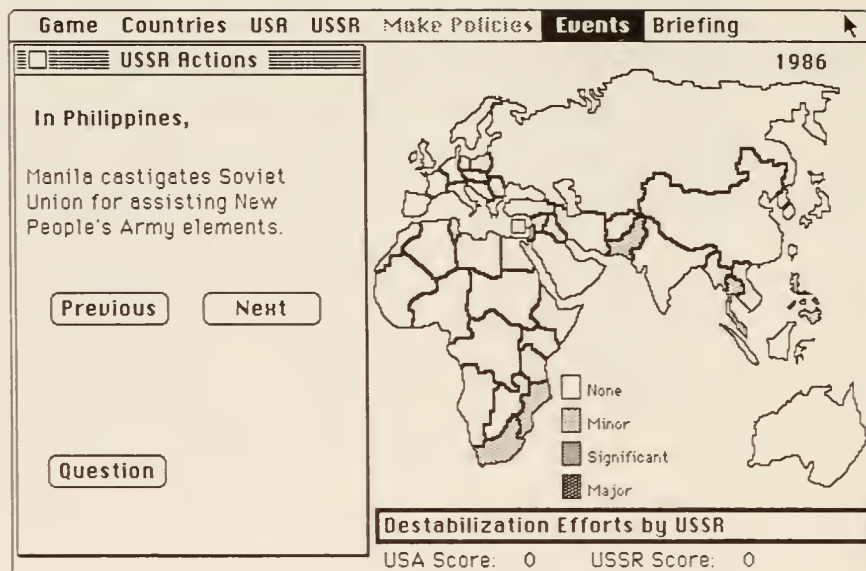 Game Countries USA USSR Make Policies Events Briefing
USSR Actions
1986
In Philippines,
Manila castigates Soviet
Union for assisting New
People's Army elements.
Previous Next
Question
None
Minor
Significant
Major
Destabilization Efforts by USSR
USA Score: 0 USSR Score: 0